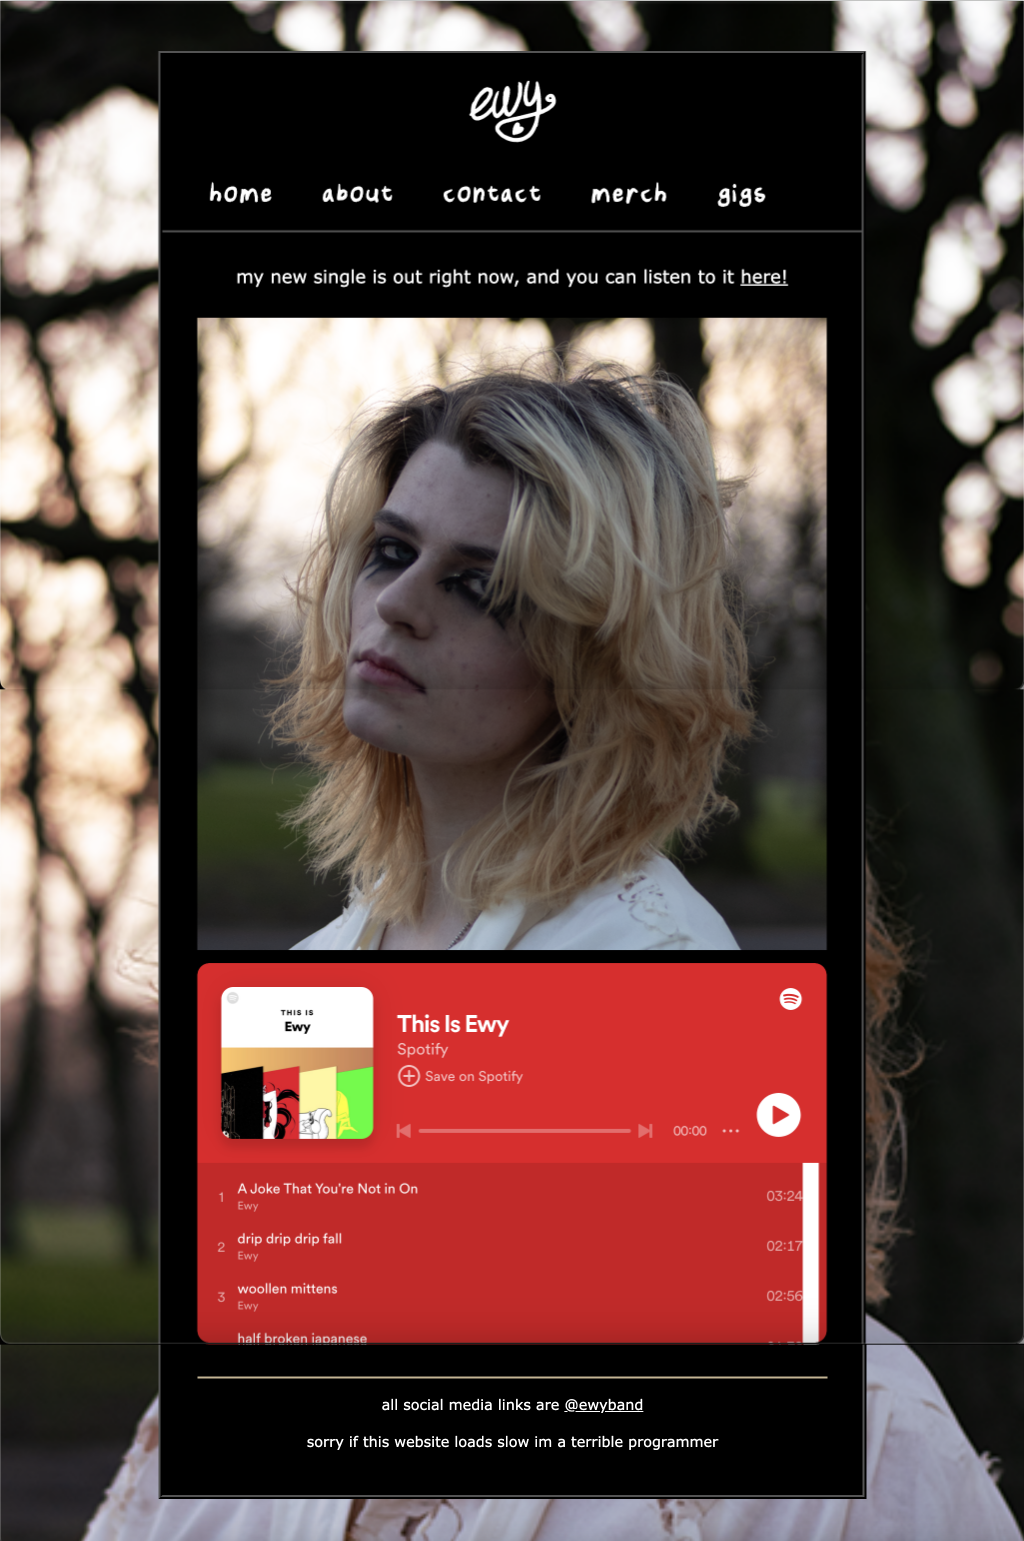 ewy
home about contact merch gigs
my new single is out right now, and you can listen to it here!
THIS IS
Ewy
This Is Ewy
Spotify
Save on Spotify
00:00
1 A Joke That You're Not in On 03:24
Ewy
2 drip drip drip fall 02:17
Ewy
3 woollen mittens 02:56
Ewy
half broken japanese
all social media links are @ewyband
sorry if this website loads slow im a terrible programmer